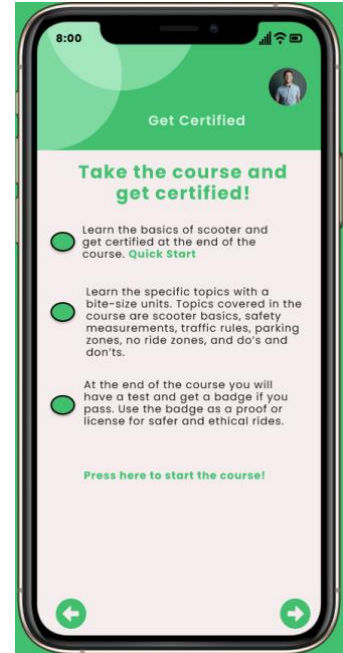 8:00
Get Certified
Take the course and
get certified!
Learn the basics of scooter and
get certified at the end of the
course. Quick Start
Learn the specific topics with a
bite-size units. Topics covered in the
course are scooter basics, safety
measurements, traffic rules, parking
zones, no ride zones, and do's and
don'ts.
At the end of the course you will
have a test and get a badge if you
pass. Use the badge as a proof or
license for safer and ethical rides.
Press here to start the course!